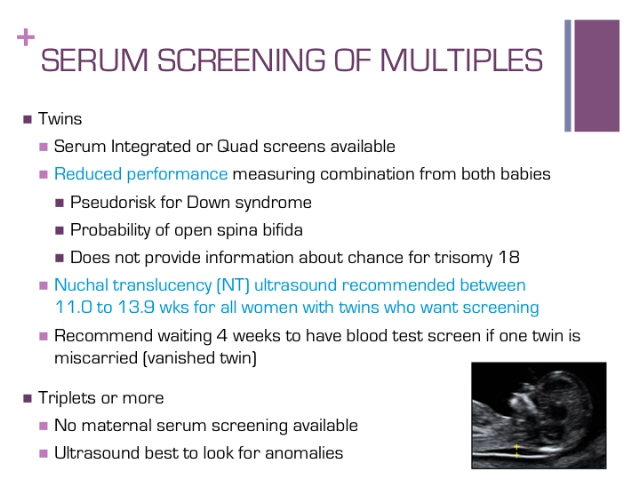 +
SERUM SCREENING OF MULTIPLES
Twins
Serum Integrated or Quad screens available
Reduced performance measuring combination from both babies
Pseudorisk for Down syndrome
Probability of open spina bifida
Does not provide information about chance for trisomy 18
Nuchal translucency (NT) ultrasound recommended between
11.0 to 13.9 wks for all women with twins who want screening
Recommend waiting 4 weeks to have blood test screen if one twin is
miscarried (vanished twin)
Triplets or more
No maternal serum screening available
Ultrasound best to look for anomalies